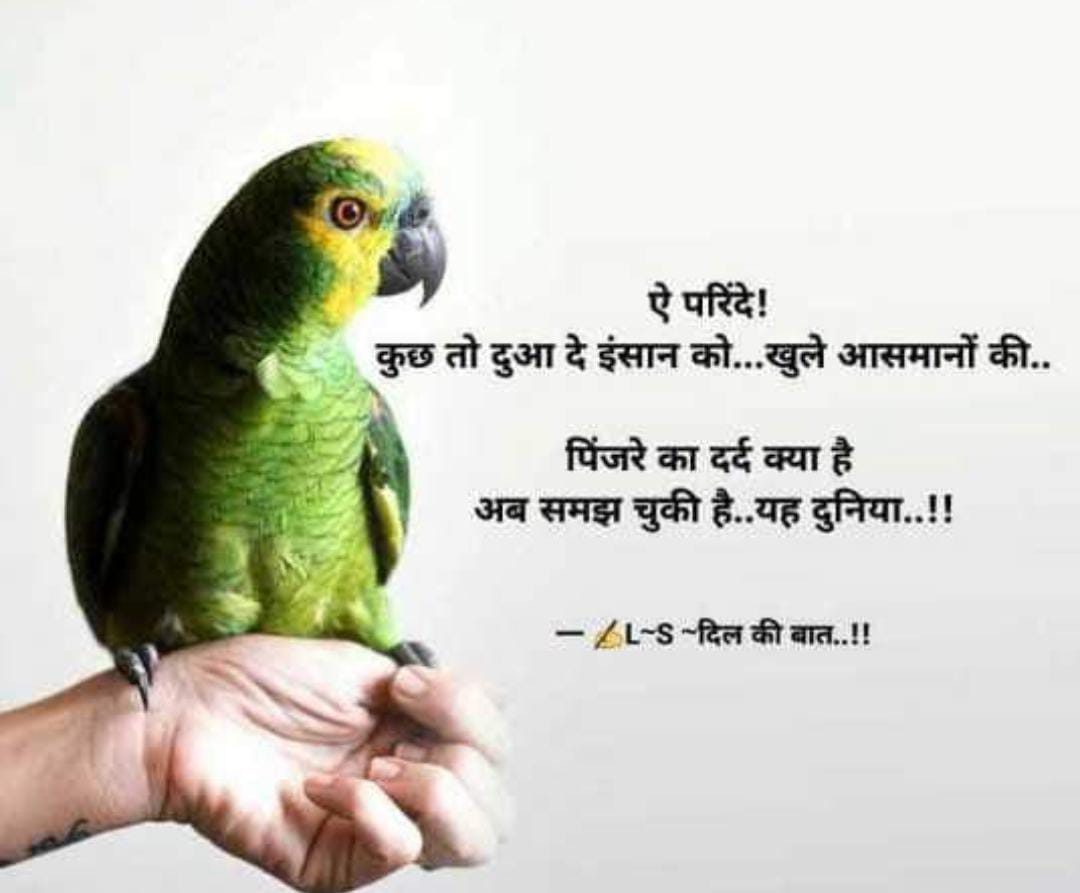 ऐ परिंदे!
कुछ तो दुआ दे इंसान को...खुले आसमानों की..
पिंजरे का दर्द क्या है
अब समझ चुकी है..यह दुनिया..!!
— ✍L~S ~दिल की बात..!!